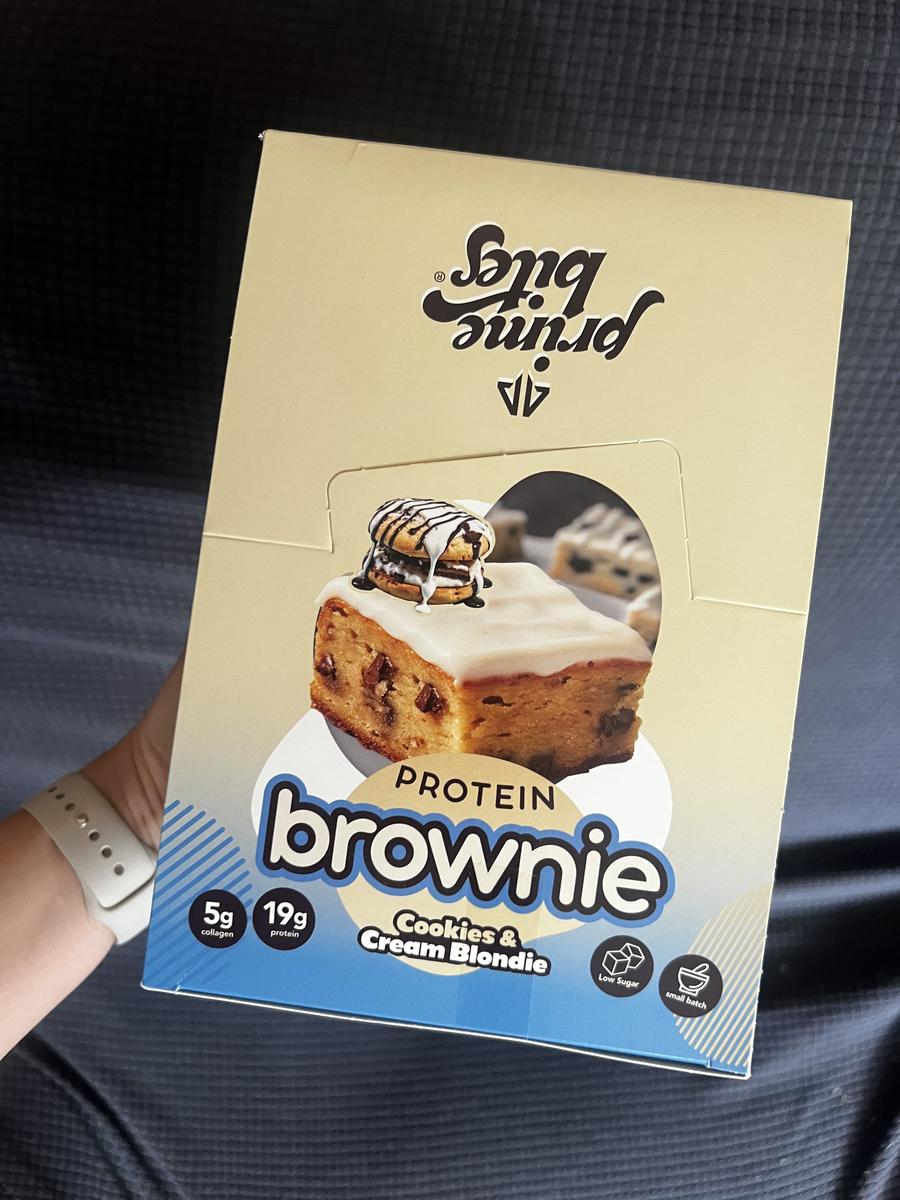 prime
bites®
PROTEIN
brownie
Cookies &
Cream Blondie
5g
collagen
19g
protein
Low Sugar
small batch